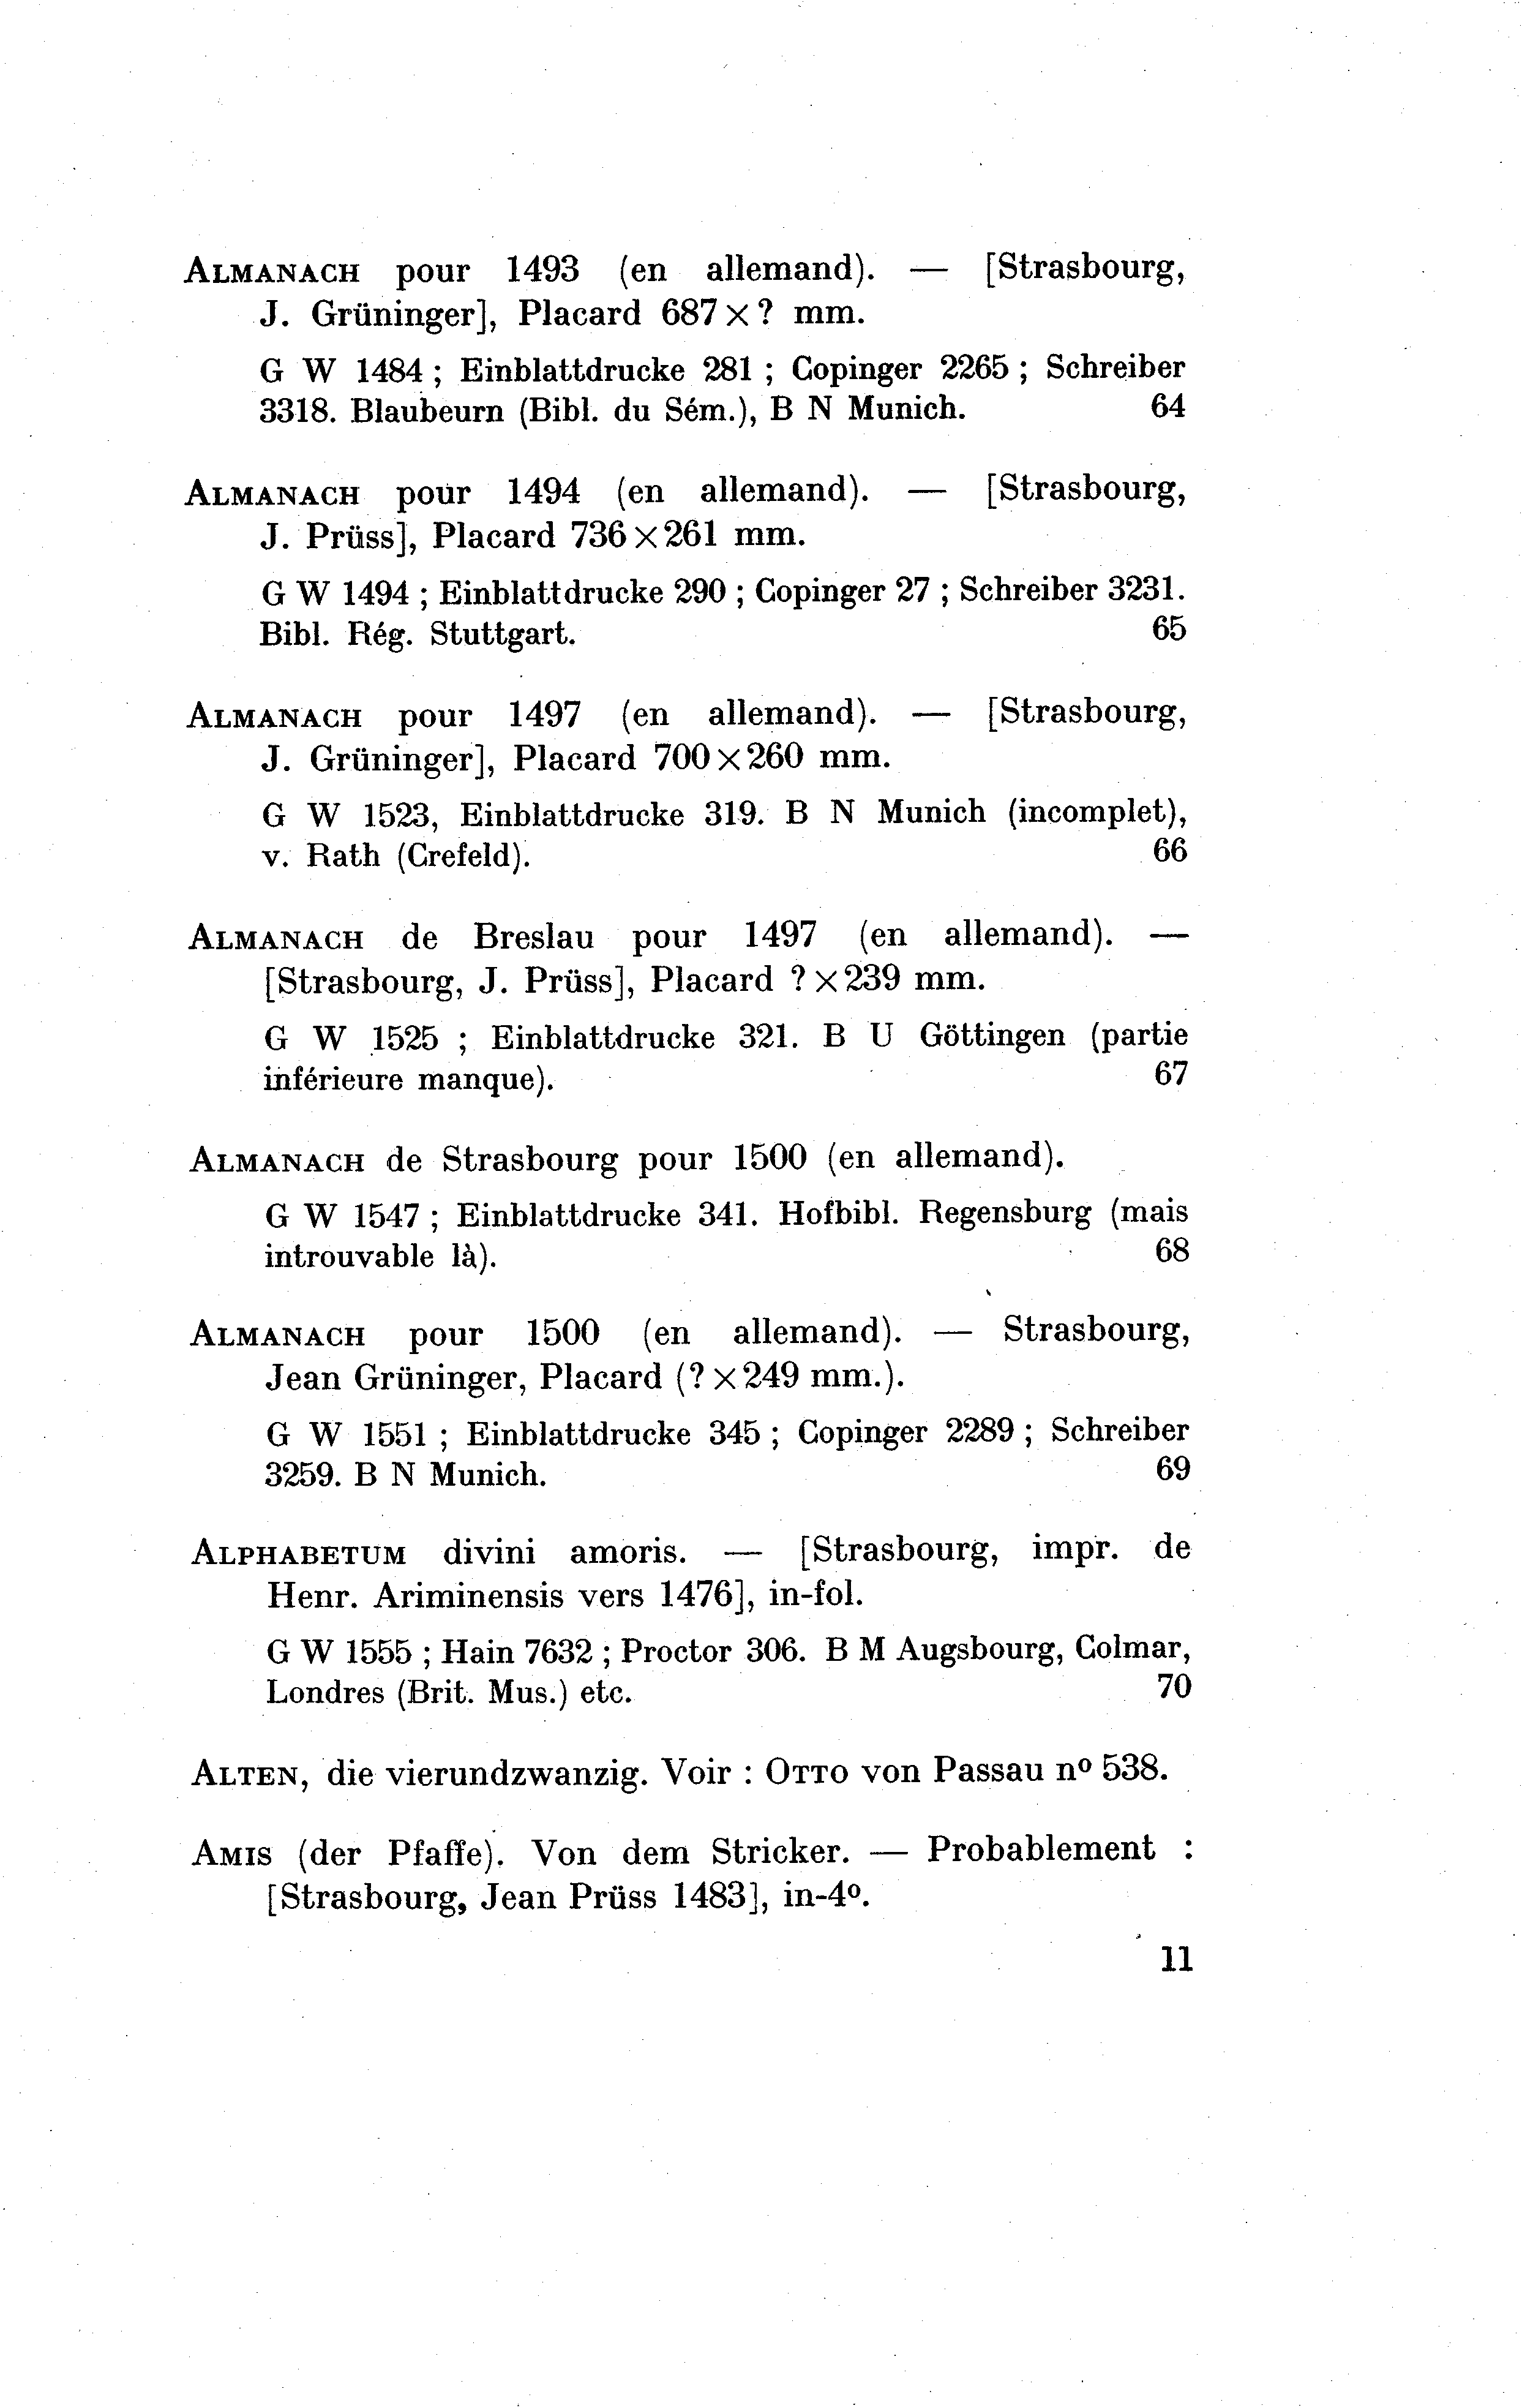 ALMANACH pour 1493 (en allemand). — [Strasbourg,
J. Grüninger], Placard 687 × ? mm.
G W 1484 ; Einblattdrucke 281 ; Copinger 2265 ; Schreiber
3318. Blaubeurn (Bibl. du Sém.), B N Munich. 64
ALMANACH pour 1494 (en allemand). — [Strasbourg,
J. Prüss], Placard 736 × 261 mm.
G W 1494 ; Einblattdrucke 290 ; Copinger 27 ; Schreiber 3231.
Bibl. Rég. Stuttgart. 65
ALMANACH pour 1497 (en allemand). — [Strasbourg,
J. Grüninger], Placard 700 × 260 mm.
G W 1523, Einblattdrucke 319. B N Munich (incomplet),
v. Rath (Crefeld). 66
ALMANACH de Breslau pour 1497 (en allemand). —
[Strasbourg, J. Prüss], Placard ? × 239 mm.
G W 1525 ; Einblattdrucke 321. B U Göttingen (partie
inférieure manque). 67
ALMANACH de Strasbourg pour 1500 (en allemand).
G W 1547 ; Einblattdrucke 341. Hofbibl. Regensburg (mais
introuvable là). 68
ALMANACH pour 1500 (en allemand). — Strasbourg,
Jean Grüninger, Placard (? × 249 mm.).
G W 1551 ; Einblattdrucke 345 ; Copinger 2289 ; Schreiber
3259. B N Munich. 69
ALPHABETUM divini amoris. — [Strasbourg, impr. de
Henr. Ariminensis vers 1476], in-fol.
G W 1555 ; Hain 7632 ; Proctor 306. B M Augsbourg, Colmar,
Londres (Brit. Mus.) etc. 70
ALTEN, die vierundzwanzig. Voir : OTTO von Passau nº 538.
AMIS (der Pfaffe). Von dem Stricker. — Probablement :
[Strasbourg, Jean Prüss 1483], in-4º.
11